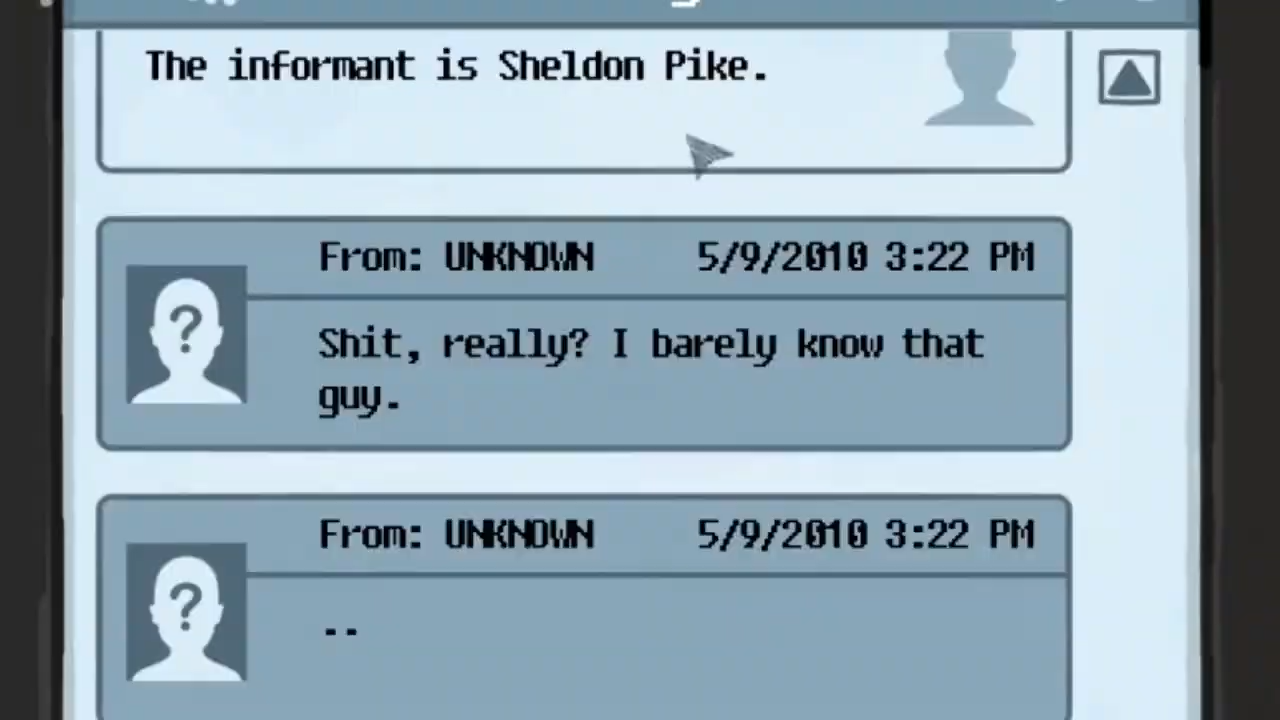 The informant is Sheldon Pike.
From: UNKNOWN 5/9/2010 3:22 PM
Shit, really? I barely know that
guy.
From: UNKNOWN 5/9/2010 3:22 PM
..